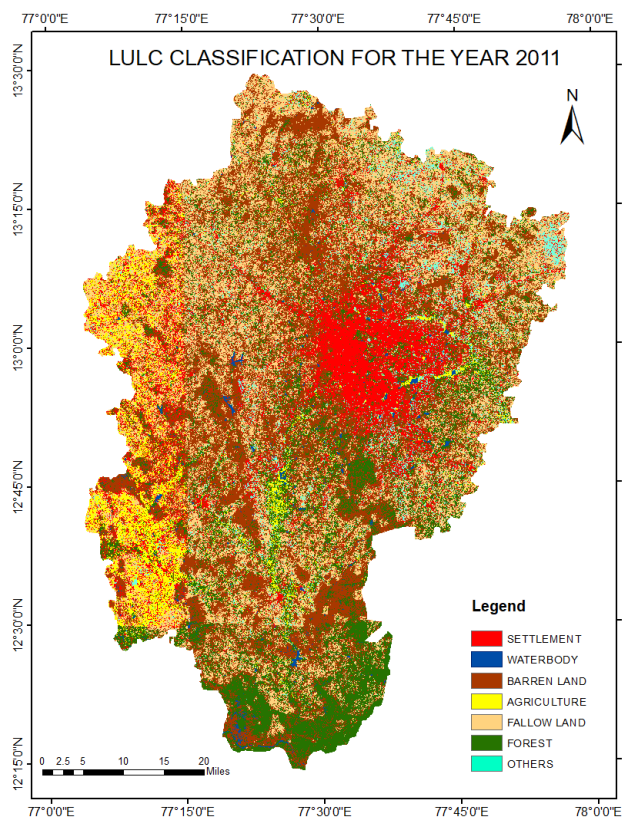 77°0'0"E 77°15'0"E 77°30'0"E 77°45'0"E 78°0'0"E
LULC CLASSIFICATION FOR THE YEAR 2011
N
13°30'0"N
13°15'0"N
13°0'0"N
12°45'0"N
12°30'0"N
12°15'0"N
Legend
SETTLEMENT
WATERBODY
BARREN LAND
AGRICULTURE
FALLOW LAND
FOREST
OTHERS
0 2.5 5 10 15 20
Miles
77°0'0"E 77°15'0"E 77°30'0"E 77°45'0"E 78°0'0"E